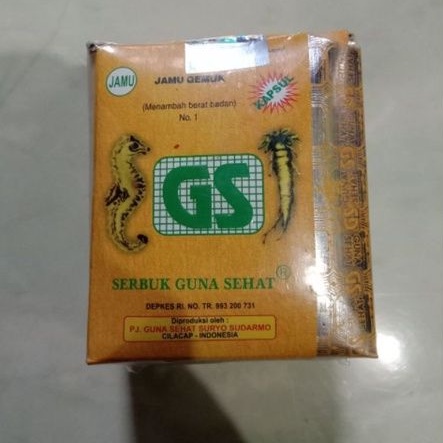 JAMU
JAMU GEMUK
KAPSUL
(Menambah berat badan)
No. 1
GS
SERBUK GUNA SEHAT®
DEPKES RI. NO. TR. 993 200 731
Diproduksi oleh :
PJ. GUNA SEHAT SURYO SUDARMO
CILACAP - INDONESIA